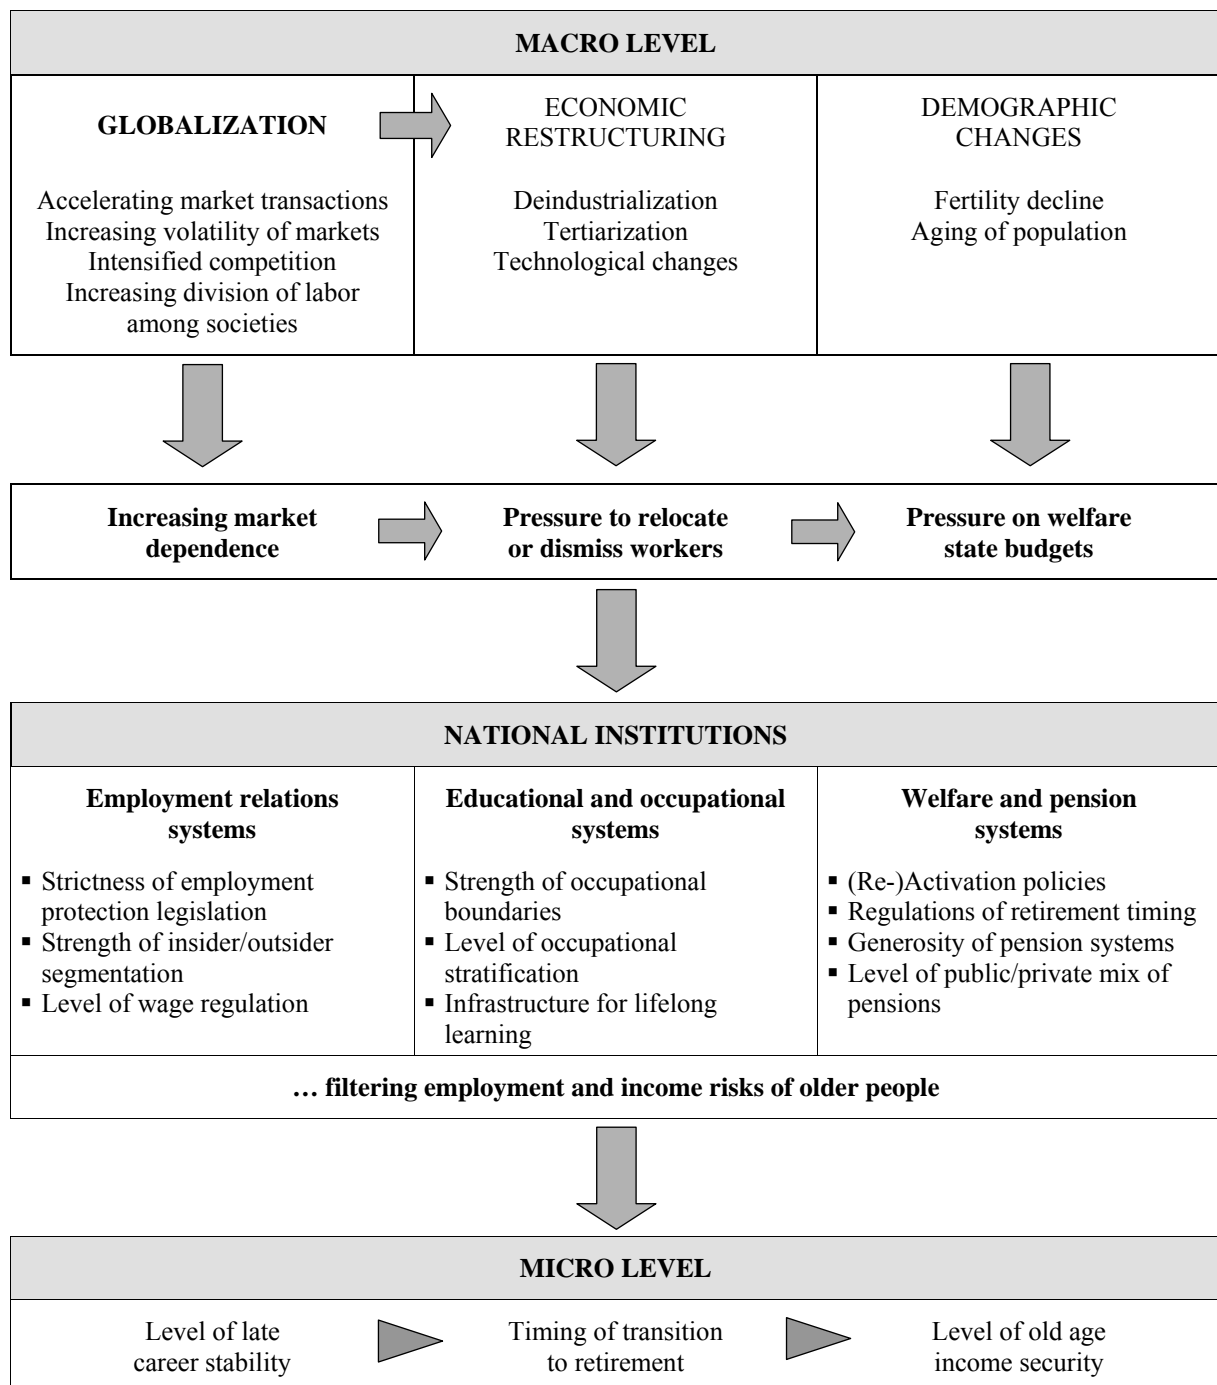 MACRO LEVEL
GLOBALIZATION
Accelerating market transactions
Increasing volatility of markets
Intensified competition
Increasing division of labor
among societies
ECONOMIC
RESTRUCTURING
Deindustrialization
Tertiarization
Technological changes
DEMOGRAPHIC
CHANGES
Fertility decline
Aging of population
Increasing market
dependence
Pressure to relocate
or dismiss workers
Pressure on welfare
state budgets
NATIONAL INSTITUTIONS
Employment relations
systems
▪ Strictness of employment
protection legislation
▪ Strength of insider/outsider
segmentation
▪ Level of wage regulation
Educational and occupational
systems
▪ Strength of occupational
boundaries
▪ Level of occupational
stratification
▪ Infrastructure for lifelong
learning
Welfare and pension
systems
▪ (Re-)Activation policies
▪ Regulations of retirement timing
▪ Generosity of pension systems
▪ Level of public/private mix of
pensions
… filtering employment and income risks of older people
MICRO LEVEL
Level of late
career stability
Timing of transition
to retirement
Level of old age
income security